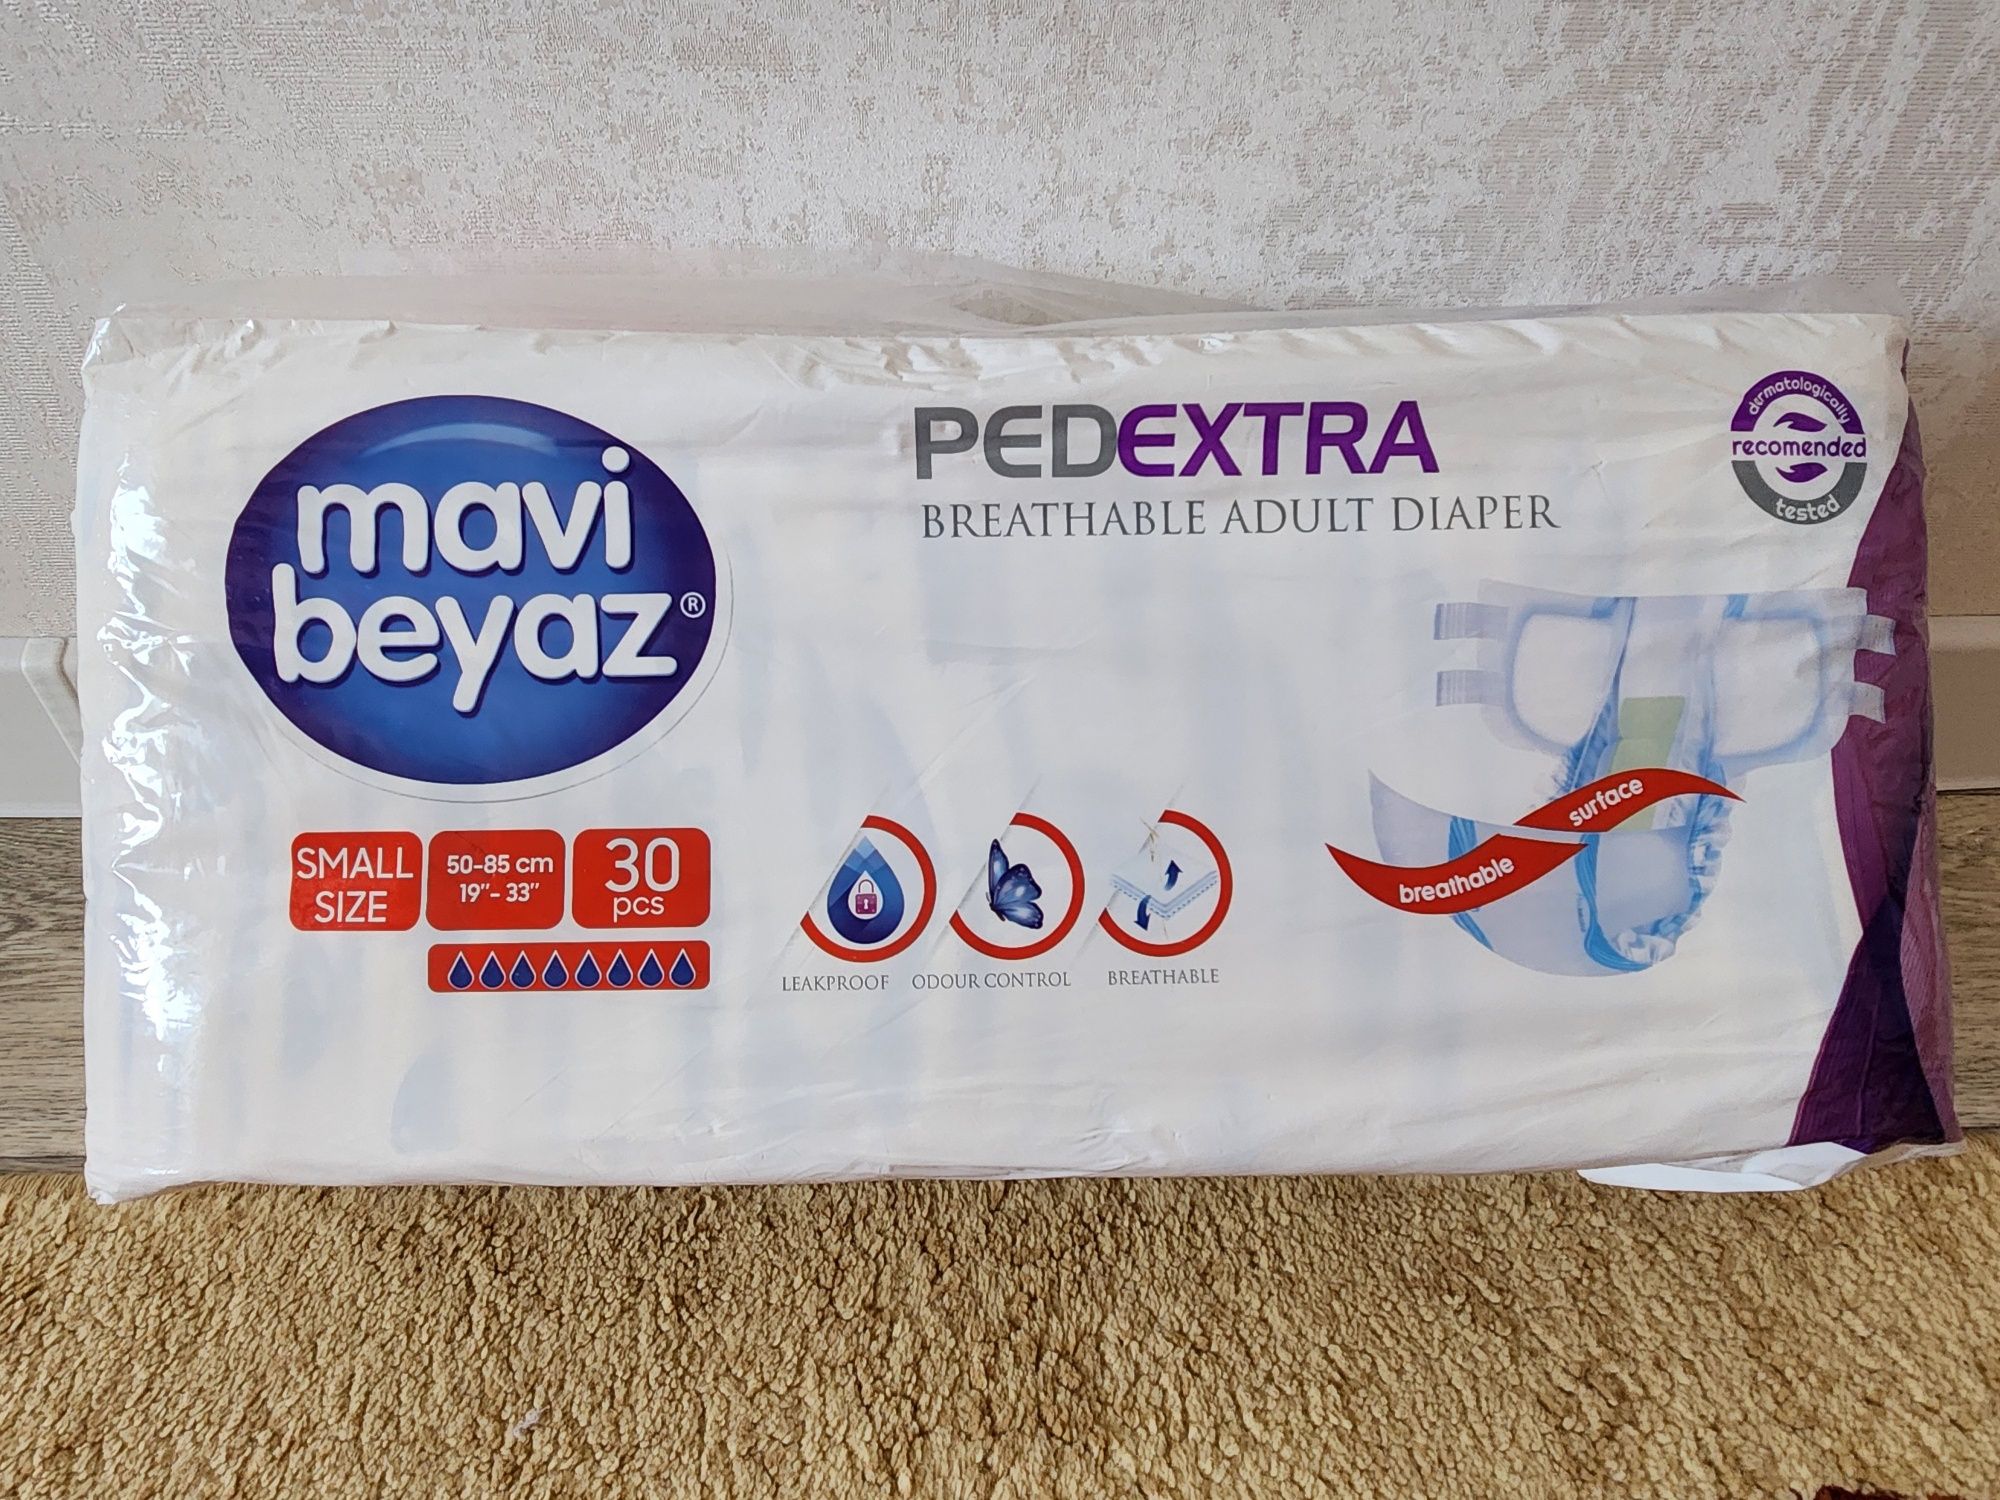 mavi
beyaz®
PEDEXTRA
BREATHABLE ADULT DIAPER
dermatologically
recomended
tested
SMALL
SIZE
50-85 cm
19"- 33"
30
pcs
LEAKPROOF
ODOUR CONTROL
BREATHABLE
breathable
surface